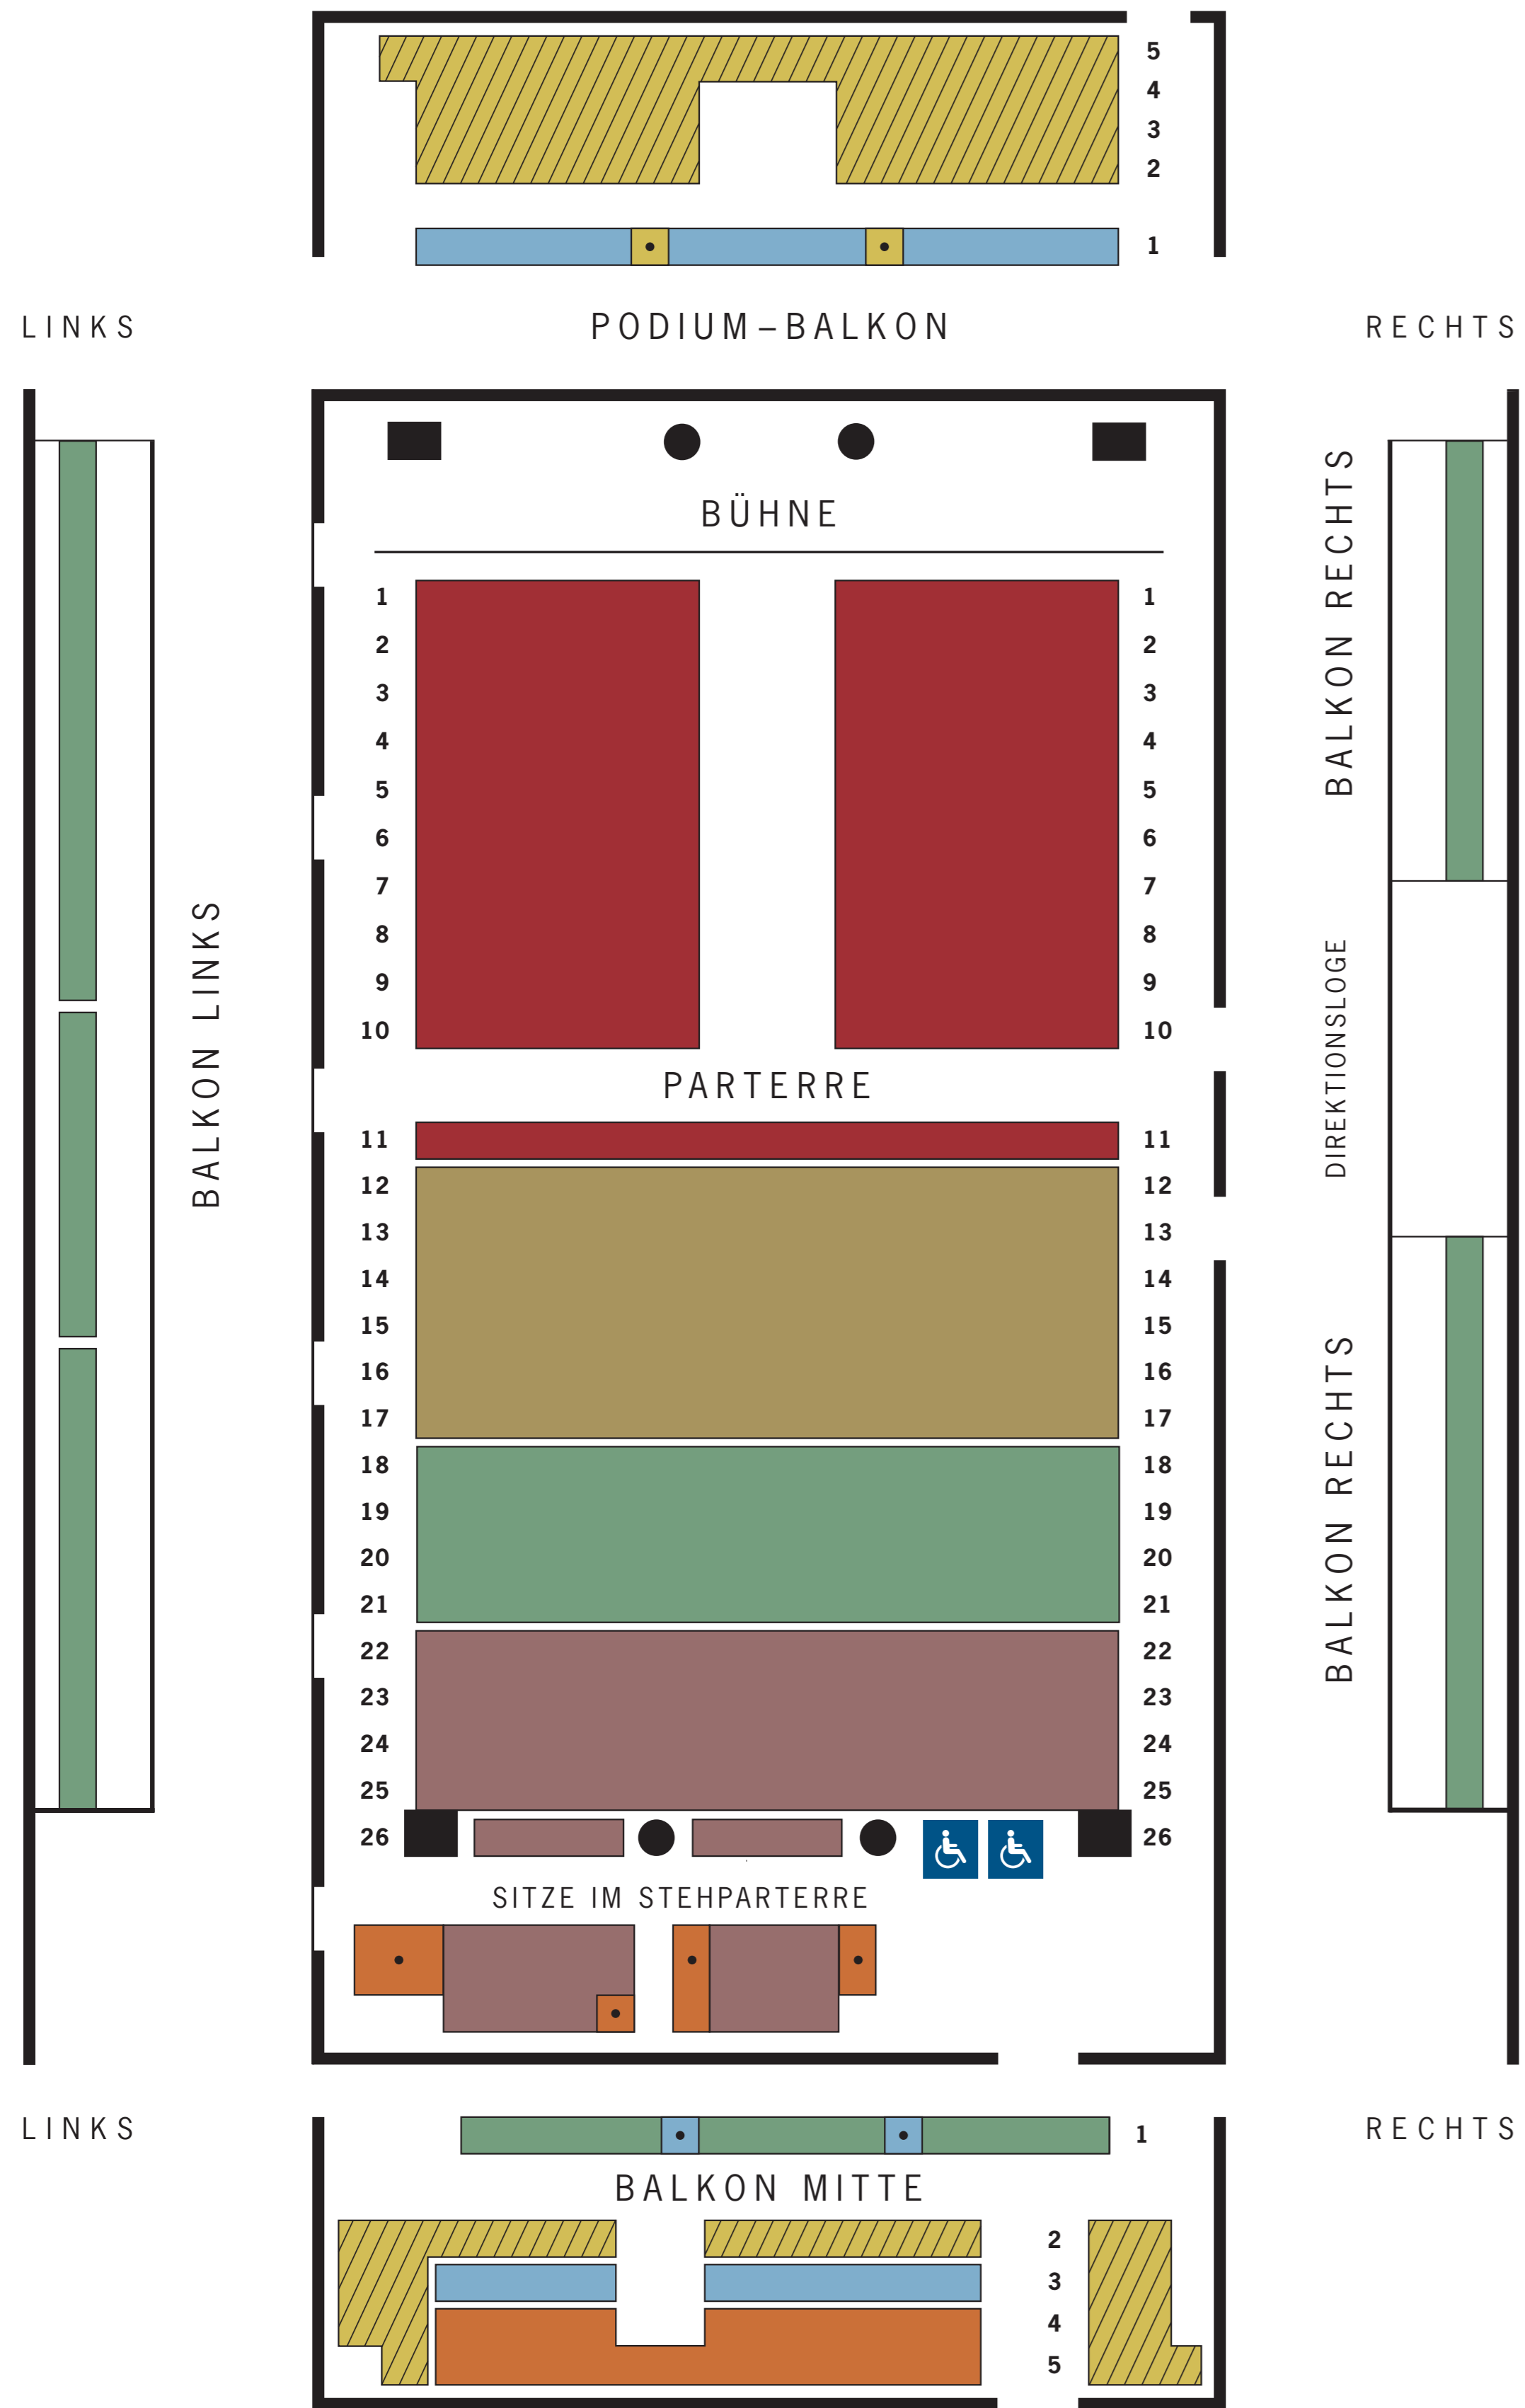 5
4
3
2
1
LINKS
PODIUM–BALKON
RECHTS
BÜHNE
BALKON RECHTS
1 1
2 2
3 3
4 4
5 5
6 6
7 7
8 8
9 9
10 10
BALKON LINKS
DIREKTIONSLOGE
PARTERRE
11 11
12 12
13 13
14 14
15 15
16 16
17 17
BALKON RECHTS
18 18
19 19
20 20
21 21
22 22
23 23
24 24
25 25
26 26
SITZE IM STEHPARTERRE
LINKS
1
RECHTS
BALKON MITTE
2
3
4
5